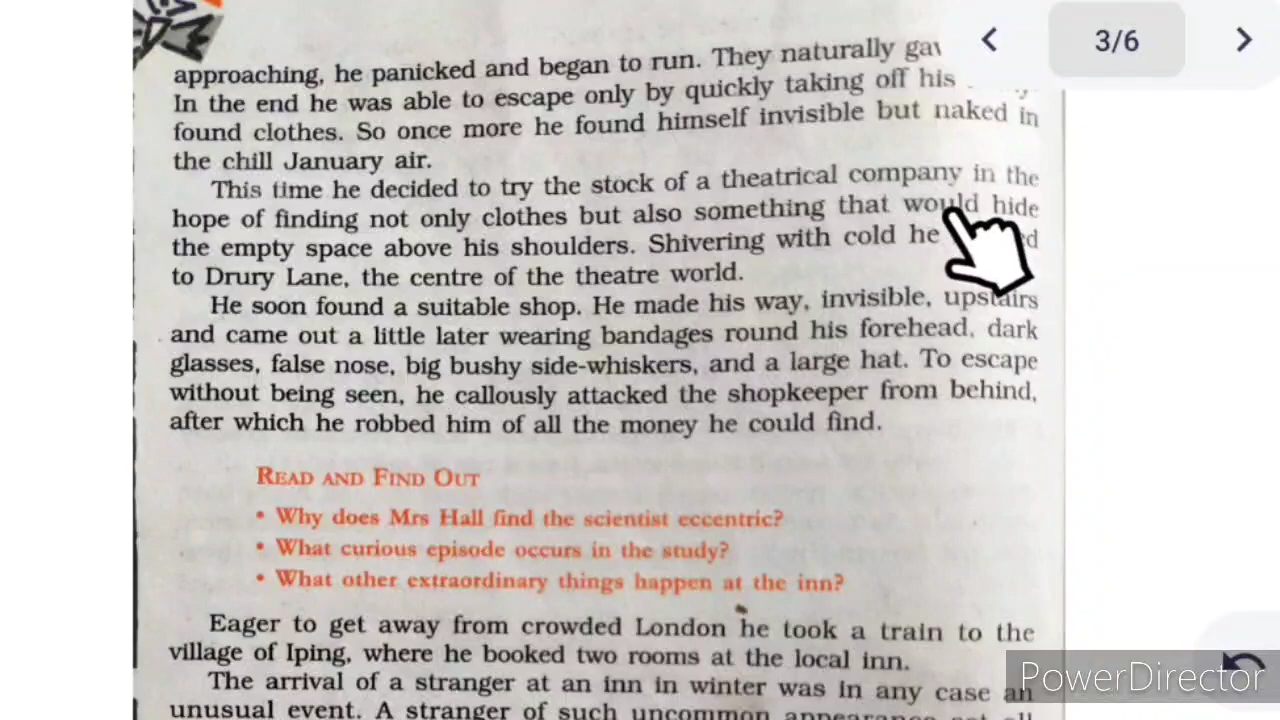 3/6
approaching, he panicked and began to run. They naturally
In the end he was able to escape only by quickly taking off his
found clothes. So once more he found himself invisible but naked in
the chill January air.
This time he decided to try the stock of a theatrical company in the
hope of finding not only clothes but also something that would hide
the empty space above his shoulders. Shivering with cold he
to Drury Lane, the centre of the theatre world.
He soon found a suitable shop. He made his way, invisible, upstairs
and came out a little later wearing bandages round his forehead, dark
glasses, false nose, big bushy side-whiskers, and a large hat. To escape
without being seen, he callously attacked the shopkeeper from behind,
after which he robbed him of all the money he could find.
READ AND FIND OUT
• Why does Mrs Hall find the scientist eccentric?
• What curious episode occurs in the study?
• What other extraordinary things happen at the inn?
Eager to get away from crowded London he took a train to the
village of Iping, where he booked two rooms at the local inn.
The arrival of a stranger at an inn in winter was in any case an
unusual event. A stranger of such uncommon
PowerDirector